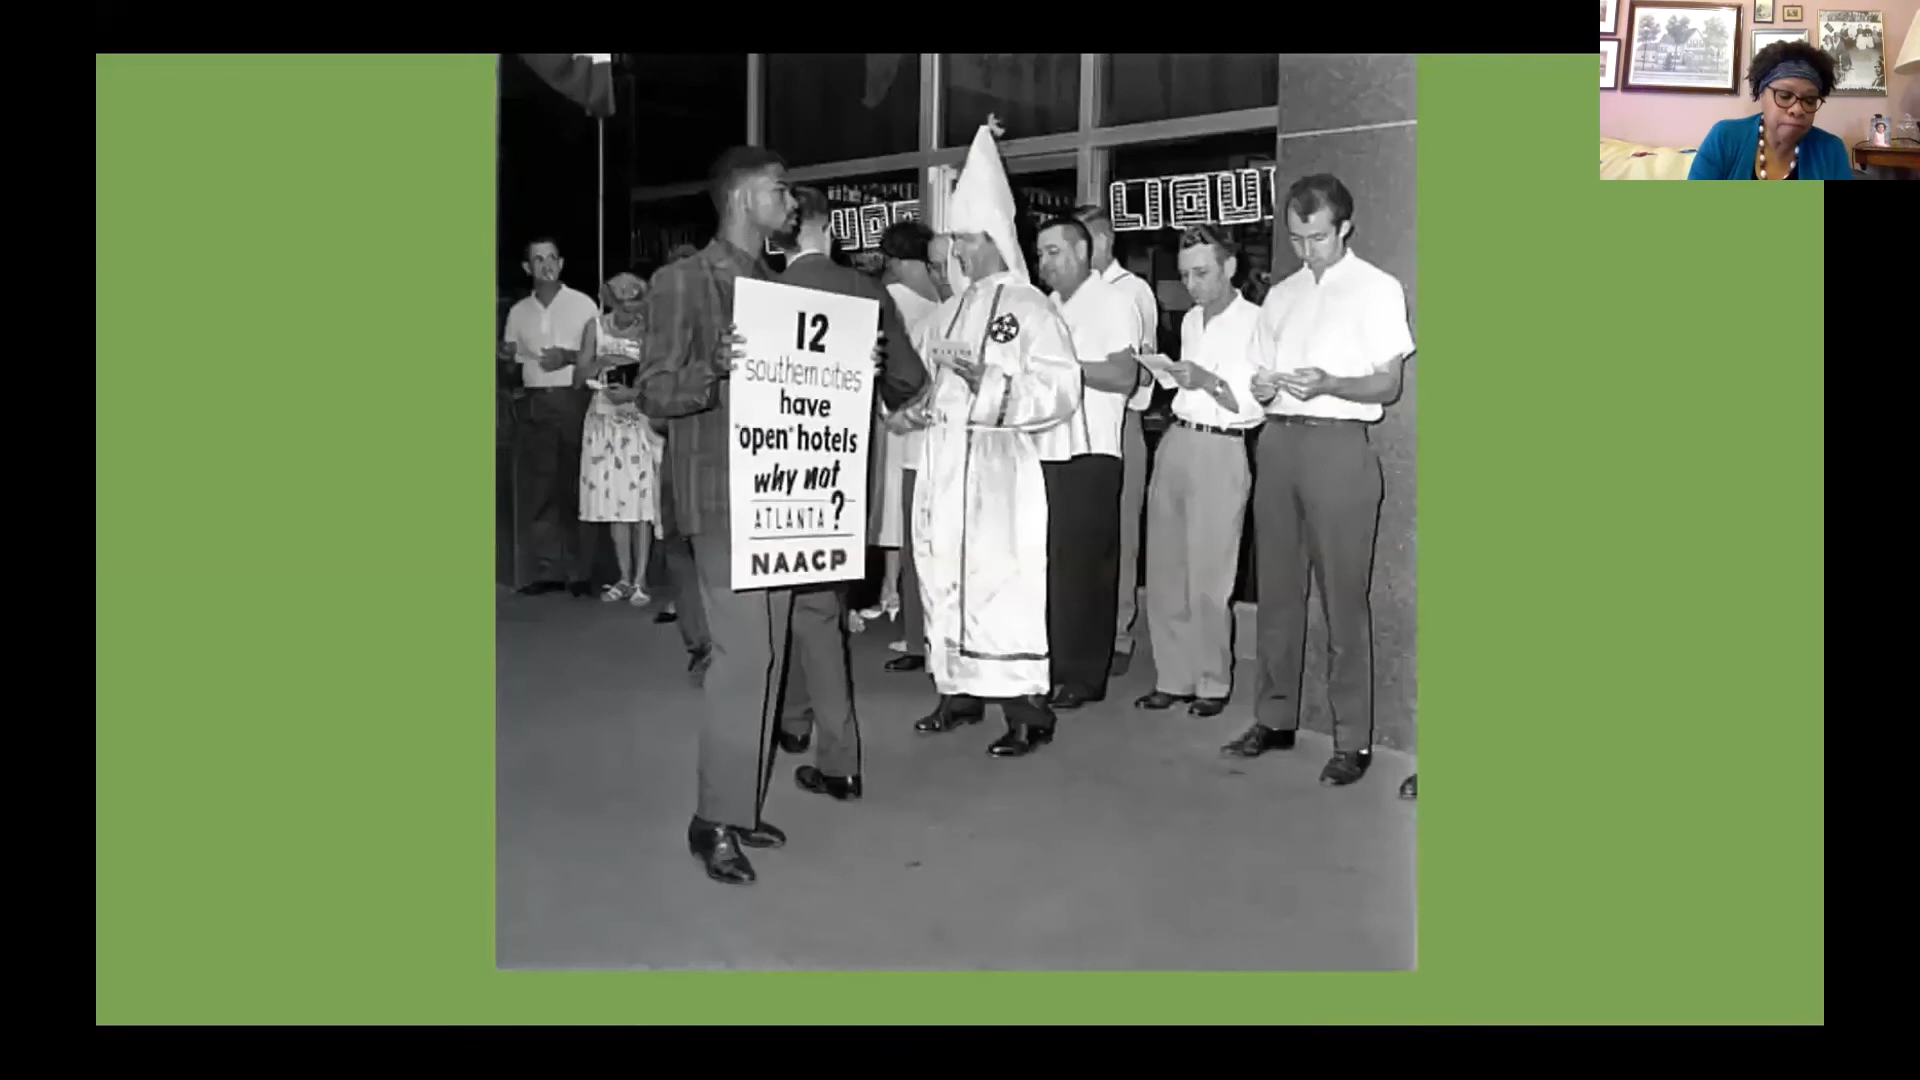 LIQU
12
southern cities
have
"open" hotels
why not
ATLANTA?
NAACP